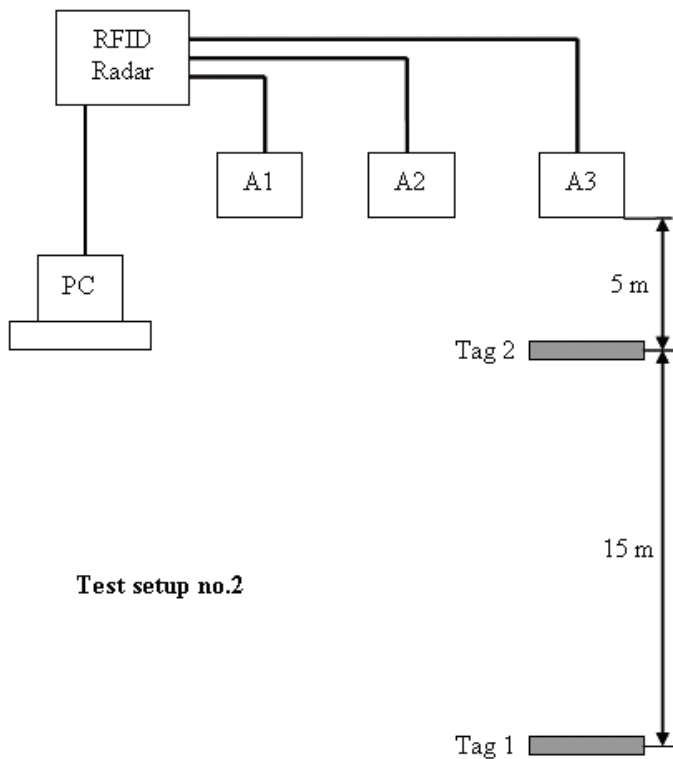 RFID
Radar
A1
A2
A3
PC
5 m
Tag 2
15 m
Test setup no.2
Tag 1